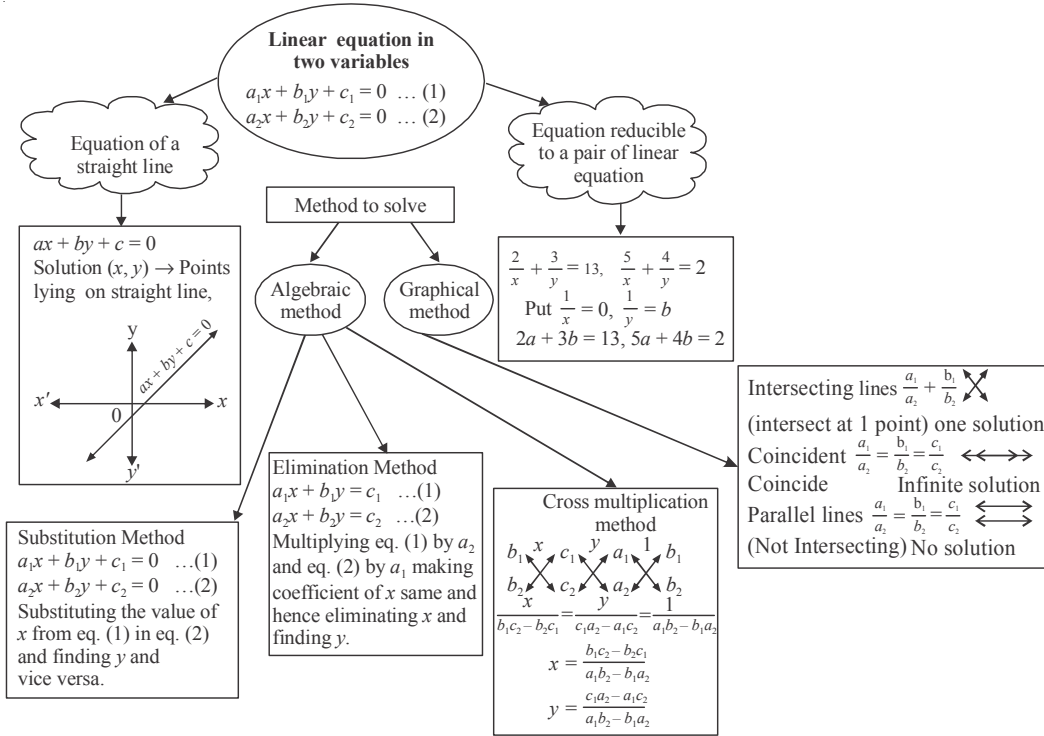 Linear equation in
two variables
a₁x + b₁y + c₁ = 0 … (1)
a₂x + b₂y + c₂ = 0 … (2)
Equation of a
straight line
Equation reducible
to a pair of linear
equation
Method to solve
ax + by + c = 0
Solution (x, y) → Points
lying on straight line,
y
ax + by + c = 0
x′
0
x
y'
Algebraic
method
Graphical
method
2/x + 3/y = 13, 5/x + 4/y = 2
Put 1/x = 0, 1/y = b
2a + 3b = 13, 5a + 4b = 2
Intersecting lines a₁/a₂ + b₁/b₂
(intersect at 1 point) one solution
Coincident a₁/a₂ = b₁/b₂ = c₁/c₂
Coincide Infinite solution
Parallel lines a₁/a₂ = b₁/b₂ = c₁/c₂
(Not Intersecting) No solution
Substitution Method
a₁x + b₁y + c₁ = 0 …(1)
a₂x + b₂y + c₂ = 0 …(2)
Substituting the value of
x from eq. (1) in eq. (2)
and finding y and
vice versa.
Elimination Method
a₁x + b₁y = c₁ …(1)
a₂x + b₂y = c₂ …(2)
Multiplying eq. (1) by a₂
and eq. (2) by a₁ making
coefficient of x same and
hence eliminating x and
finding y.
Cross multiplication
method
x y 1
b₁ c₁ a₁ b₁
b₂ c₂ a₂ b₂
x/(b₁c₂ – b₂c₁) = y/(c₁a₂ – a₁c₂) = 1/(a₁b₂ – b₁a₂)
x = (b₁c₂ – b₂c₁)/(a₁b₂ – b₁a₂)
y = (c₁a₂ – a₁c₂)/(a₁b₂ – b₁a₂)